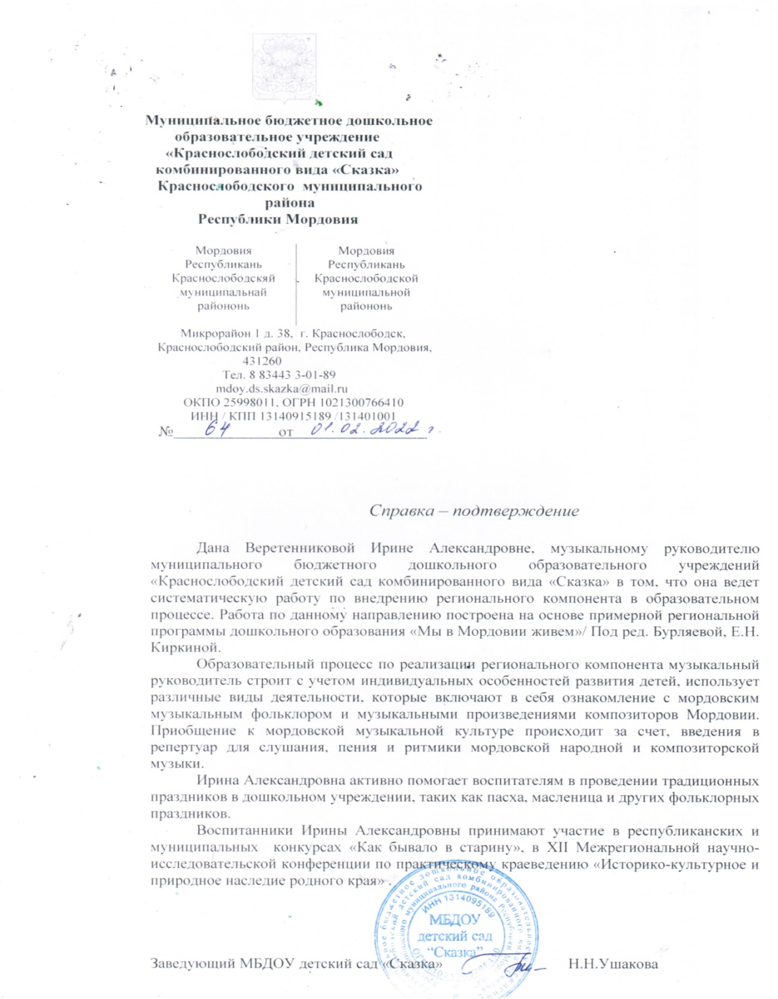 Муниципальное бюджетное дошкольное
образовательное учреждение
«Краснослободский детский сад
комбинированного вида «Сказка»
Краснослободского муниципального
района
Республики Мордовия
Мордовия
Республикань
Краснослободскяй
муниципальнай
районōнь
Мордовия
Республикань
Краснослободской
муниципальной
районōнь
Микрорайон 1 д. 38, г. Краснослободск,
Краснослободский район, Республика Мордовия,
431260
Тел. 8 83443 3-01-89
mdoy.ds.skazka@mail.ru
ОКПО 25998011, ОГРН 1021300766410
ИНН / КПП 13140915189 /131401001
№ 64 от 01.02.2022 г.
Справка – подтверждение
Дана Веретенниковой Ирине Александровне, музыкальному руководителю
муниципального бюджетного дошкольного образовательного учреждений
«Краснослободский детский сад комбинированного вида «Сказка» в том, что она ведет
систематическую работу по внедрению регионального компонента в образовательном
процессе. Работа по данному направлению построена на основе примерной региональной
программы дошкольного образования «Мы в Мордовии живем»/ Под ред. Бурляевой, Е.Н.
Киркиной.
Образовательный процесс по реализации регионального компонента музыкальный
руководитель строит с учетом индивидуальных особенностей развития детей, использует
различные виды деятельности, которые включают в себя ознакомление с мордовским
музыкальным фольклором и музыкальными произведениями композиторов Мордовии.
Приобщение к мордовской музыкальной культуре происходит за счет, введения в
репертуар для слушания, пения и ритмики мордовской народной и композиторской
музыки.
Ирина Александровна активно помогает воспитателям в проведении традиционных
праздников в дошкольном учреждении, таких как пасха, масленица и других фольклорных
праздников.
Воспитанники Ирины Александровны принимают участие в республиканских и
муниципальных конкурсах «Как бывало в старину», в XII Межрегиональной научно-
исследовательской конференции по практическому краеведению «Историко-культурное и
природное наследие родного края» .
ИНН 1314095189
МБДОУ
детский сад
"Сказка"
Заведующий МБДОУ детский сад «Сказка» Н.Н.Ушакова